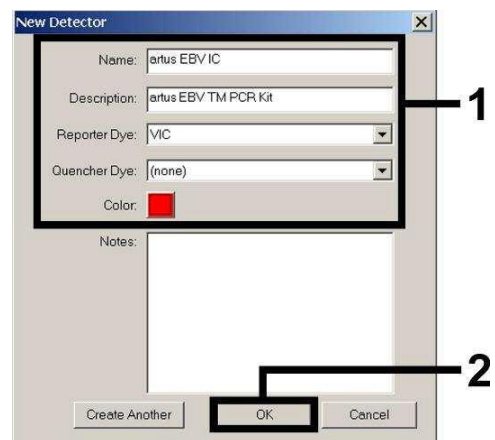 New Detector
Name: artus EBV IC
Description: artus EBV TM PCR Kit
Reporter Dye: VIC
Quencher Dye: (none)
Color:
Notes:
Create Another OK Cancel
1
2